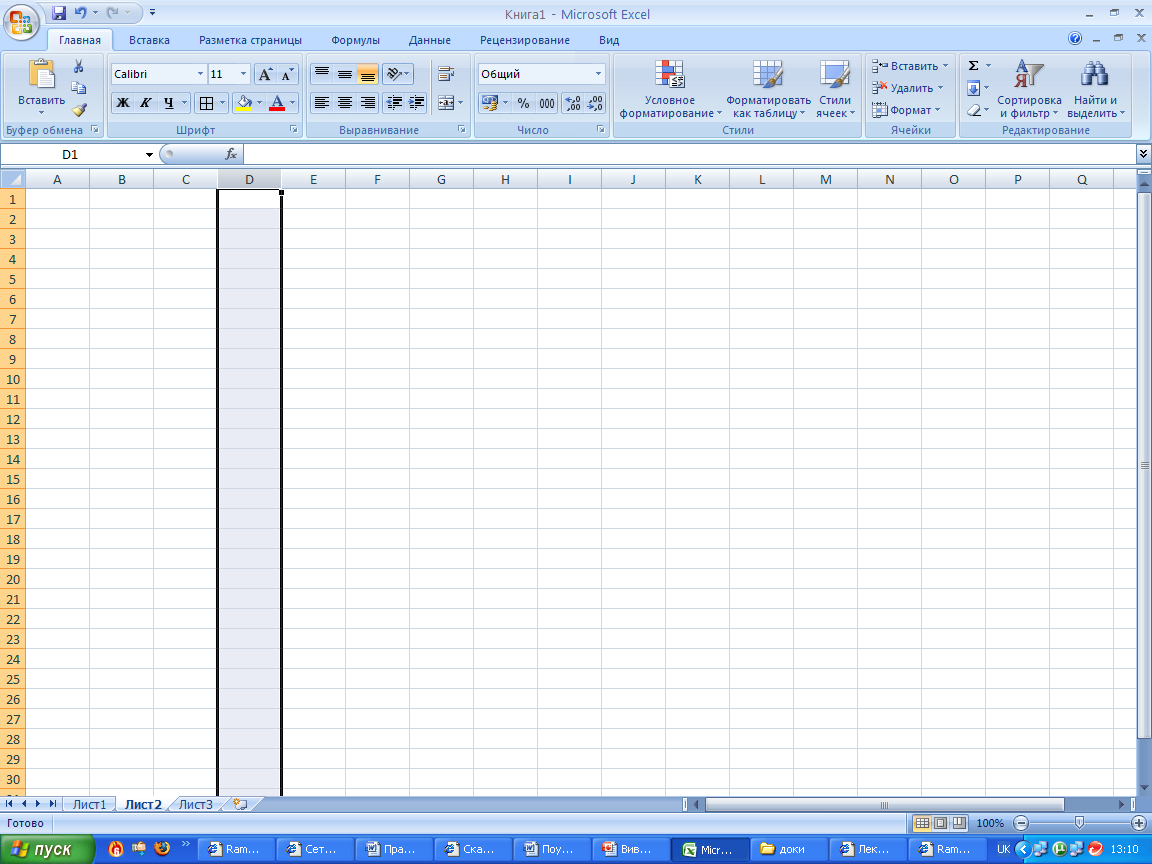 Книга1 - Microsoft Excel
Главная Вставка Разметка страницы Формулы Данные Рецензирование Вид
Calibri 11 Общий
Вставить
Ж К Ч
% 000
Условное форматирование
Форматировать как таблицу
Стили ячеек
Вставить
Удалить
Формат
Σ
Сортировка и фильтр
Найти и выделить
Буфер обмена Шрифт Выравнивание Число Стили Ячейки Редактирование
D1 fx
A B C D E F G H I J K L M N O P Q
1
2
3
4
5
6
7
8
9
10
11
12
13
14
15
16
17
18
19
20
21
22
23
24
25
26
27
28
29
30
Лист1 Лист2 Лист3
Готово 100%
пуск Ram... Сет... Пра... Ска... Поу... Вив... Micr... доки Лек... Ram... UK 13:10